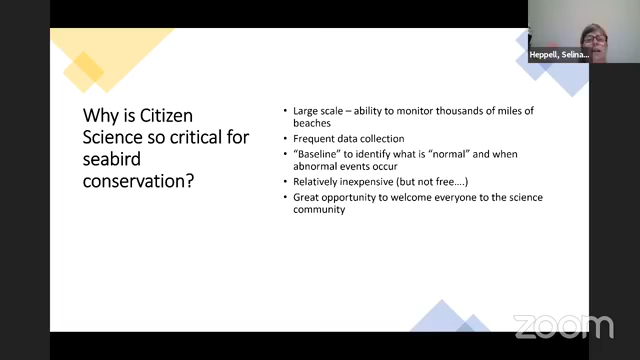 Heppell, Selina...
Why is Citizen
Science so critical for
seabird
conservation?
• Large scale – ability to monitor thousands of miles of
beaches
• Frequent data collection
• “Baseline” to identify what is “normal” and when
abnormal events occur
• Relatively inexpensive (but not free….)
• Great opportunity to welcome everyone to the science
community
zoom